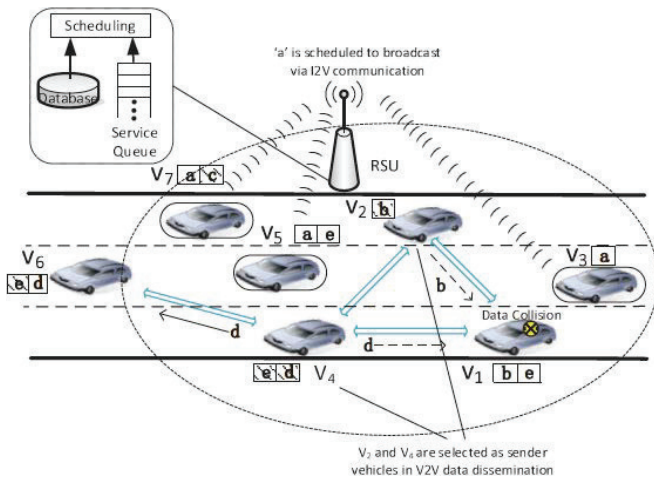 Scheduling
Database
Service
Queue
'a' is scheduled to broadcast
via I2V communication
RSU
V7 a c
V2 b
V5 a e
V3 a
V6
e d
b
Data Collision
d
d
e d V4
V1 b e
V2 and V4 are selected as sender
vehicles in V2V data dissemination